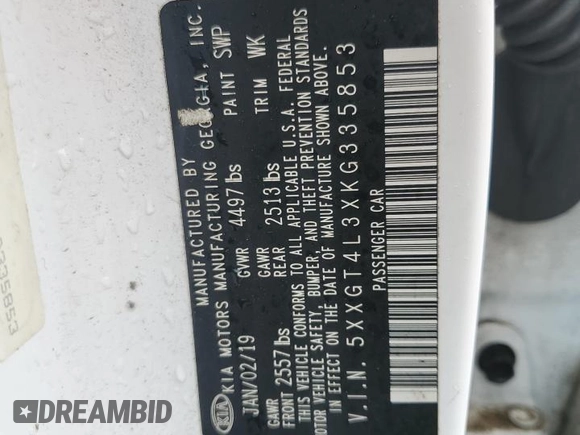 KIA
MANUFACTURED BY
KIA MOTORS MANUFACTURING GEORGIA, INC.
JAN/02/19 GVWR 4497 lbs PAINT SWP
GAWR FRONT 2557 lbs GAWR REAR 2513 lbs TRIM WK
THIS VEHICLE CONFORMS TO ALL APPLICABLE U.S.A. FEDERAL
MOTOR VEHICLE SAFETY, BUMPER, AND THEFT PREVENTION STANDARDS
IN EFFECT ON THE DATE OF MANUFACTURE SHOWN ABOVE.
V.I.N. 5XXGT4L3XKG335853
PASSENGER CAR
G335853
DREAMBID